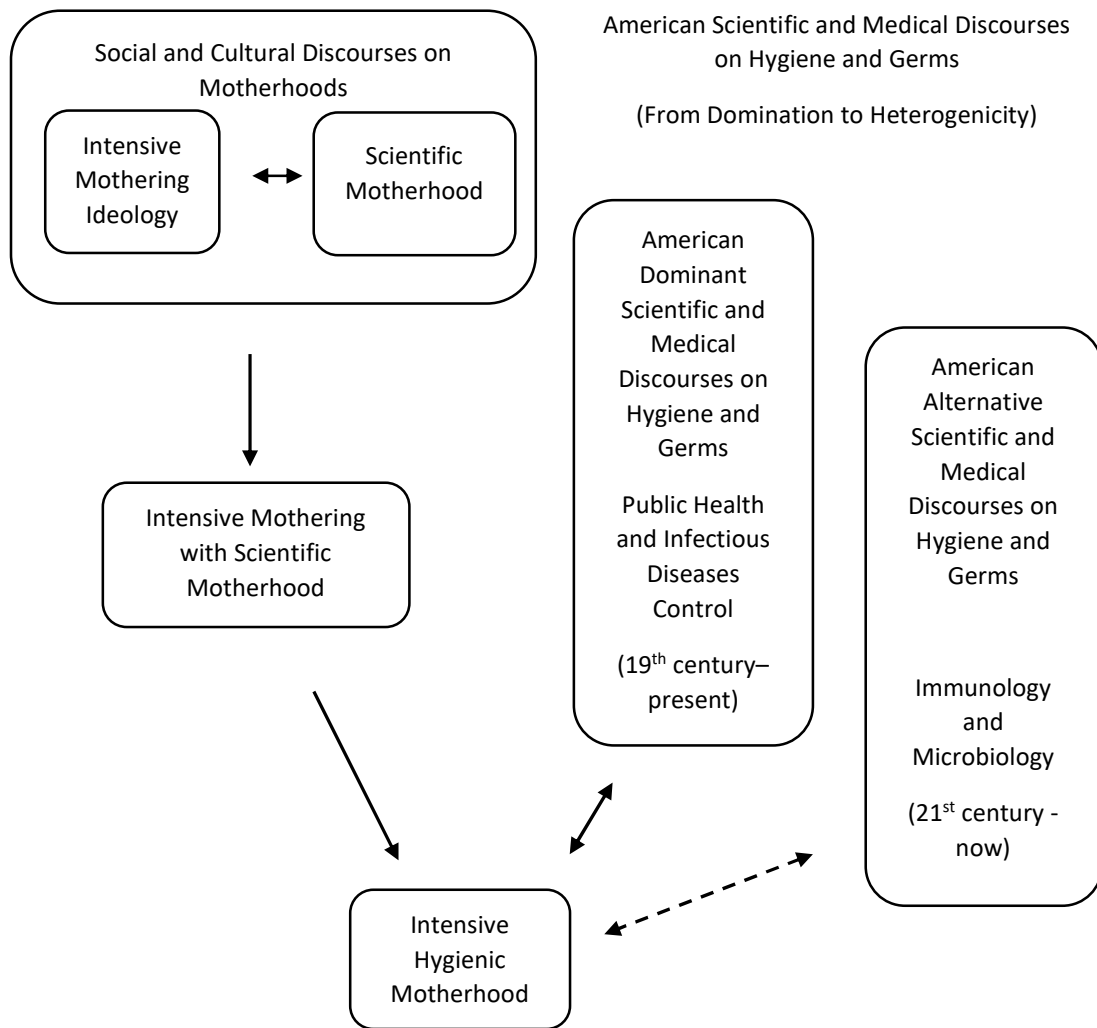 Social and Cultural Discourses on
Motherhoods
Intensive
Mothering
Ideology
Scientific
Motherhood
American Scientific and Medical Discourses
on Hygiene and Germs
(From Domination to Heterogenicity)
American
Dominant
Scientific and
Medical
Discourses on
Hygiene and
Germs
Public Health
and Infectious
Diseases
Control
(19th century–
present)
American
Alternative
Scientific and
Medical
Discourses on
Hygiene and
Germs
Immunology
and
Microbiology
(21st century -
now)
Intensive Mothering
with Scientific
Motherhood
Intensive
Hygienic
Motherhood